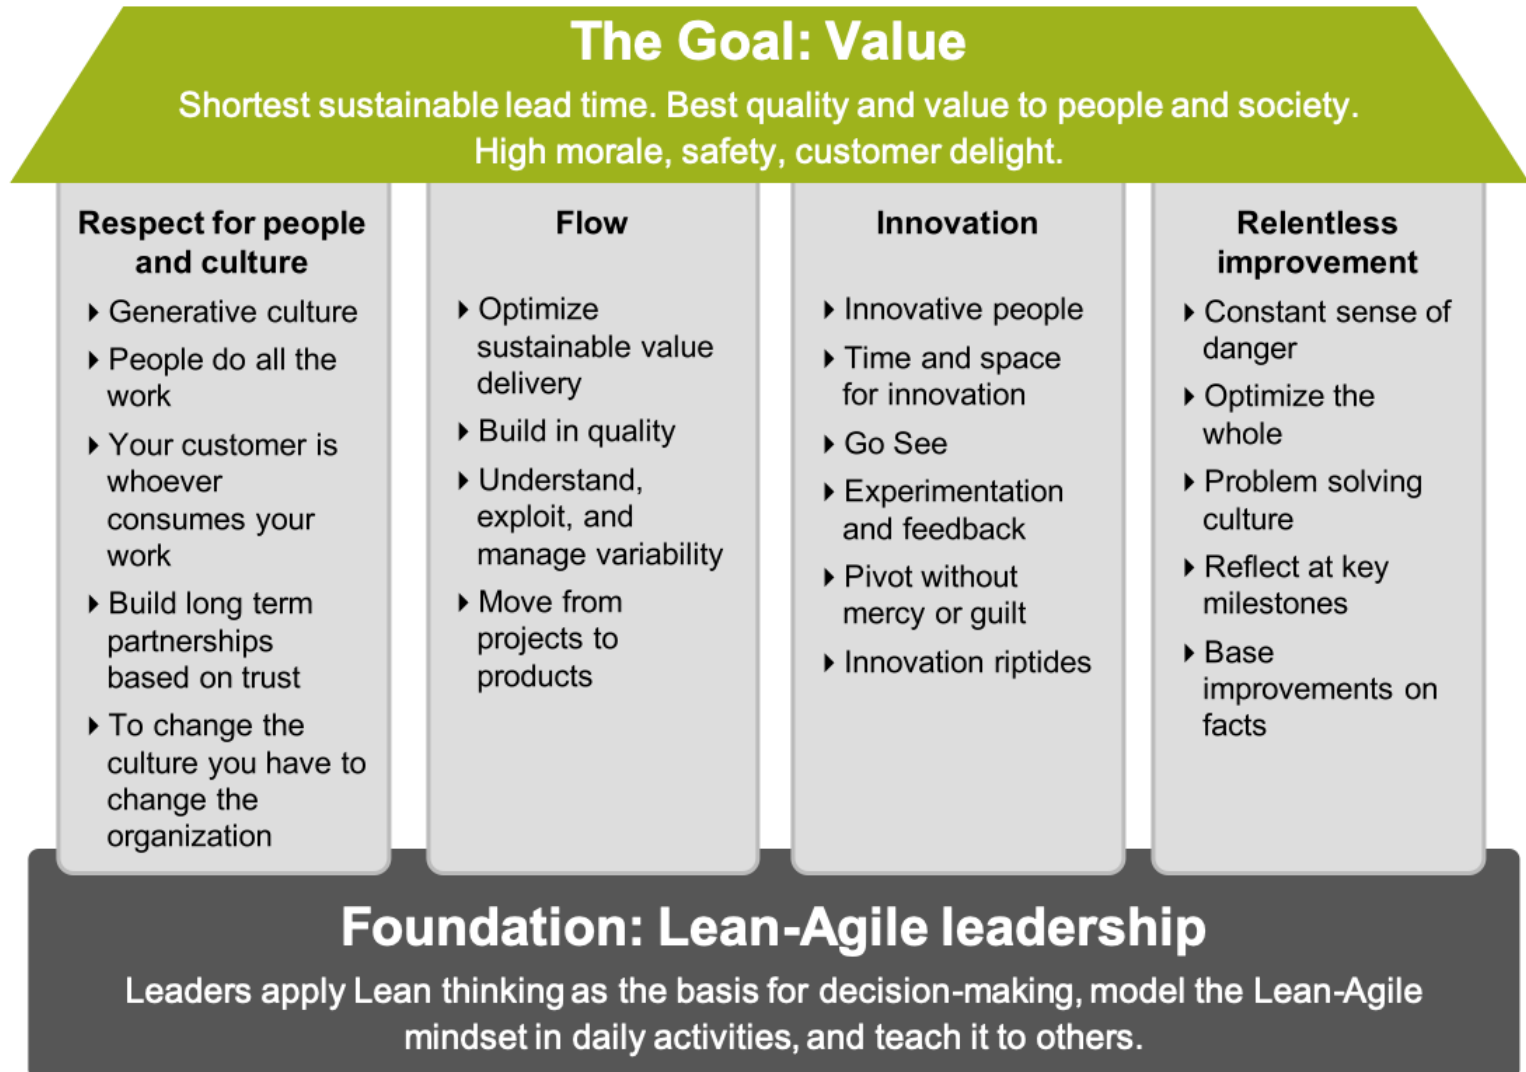 The Goal: Value
Shortest sustainable lead time. Best quality and value to people and society.
High morale, safety, customer delight.
Respect for people
and culture
Generative culture
People do all the
work
Your customer is
whoever
consumes your
work
Build long term
partnerships
based on trust
To change the
culture you have to
change the
organization
Flow
Optimize
sustainable value
delivery
Build in quality
Understand,
exploit, and
manage variability
Move from
projects to
products
Innovation
Innovative people
Time and space
for innovation
Go See
Experimentation
and feedback
Pivot without
mercy or guilt
Innovation riptides
Relentless
improvement
Constant sense of
danger
Optimize the
whole
Problem solving
culture
Reflect at key
milestones
Base
improvements on
facts
Foundation: Lean-Agile leadership
Leaders apply Lean thinking as the basis for decision-making, model the Lean-Agile
mindset in daily activities, and teach it to others.